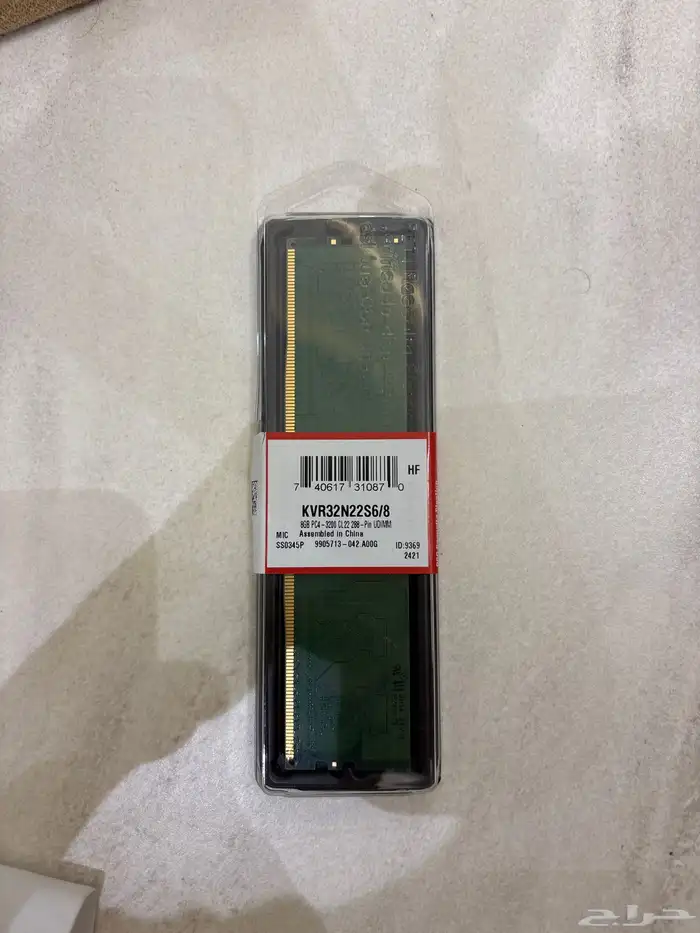 HF
7 40617 31087 0
KVR32N22S6/8
8GB PC4-3200 CL22 288-Pin UDIMM
MIC Assembled in China
SS0345P 9905713-042.A00G ID:9369
2421
حراج